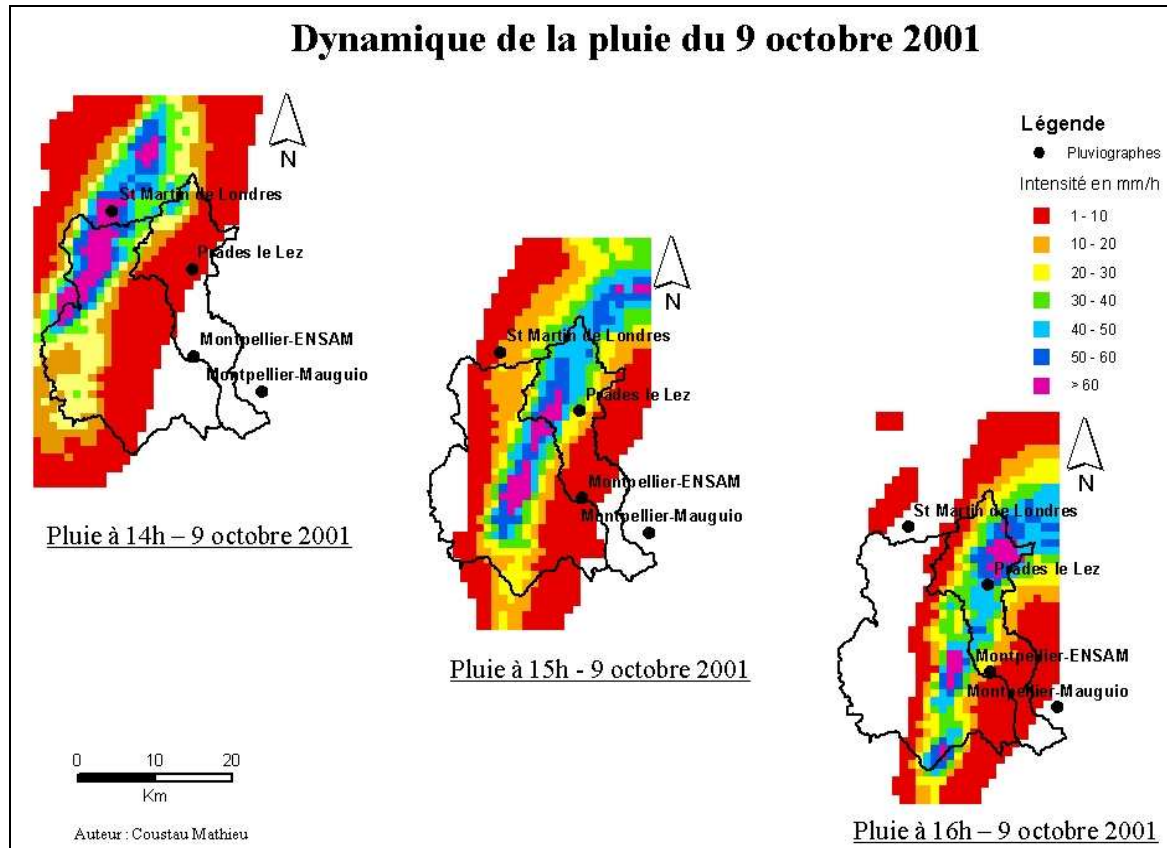 Dynamique de la pluie du 9 octobre 2001
N
St Martin de Londres
Prades le Lez
Montpellier-ENSAM
Montpellier-Mauguio
Pluie à 14h – 9 octobre 2001
N
St Martin de Londres
Prades le Lez
Montpellier-ENSAM
Montpellier-Mauguio
Pluie à 15h - 9 octobre 2001
Légende
Pluviographes
Intensité en mm/h
1 - 10
10 - 20
20 - 30
30 - 40
40 - 50
50 - 60
> 60
N
St Martin de Londres
Prades le Lez
Montpellier-ENSAM
Montpellier-Mauguio
Pluie à 16h – 9 octobre 2001
0 10 20
Km
Auteur : Coustau Mathieu